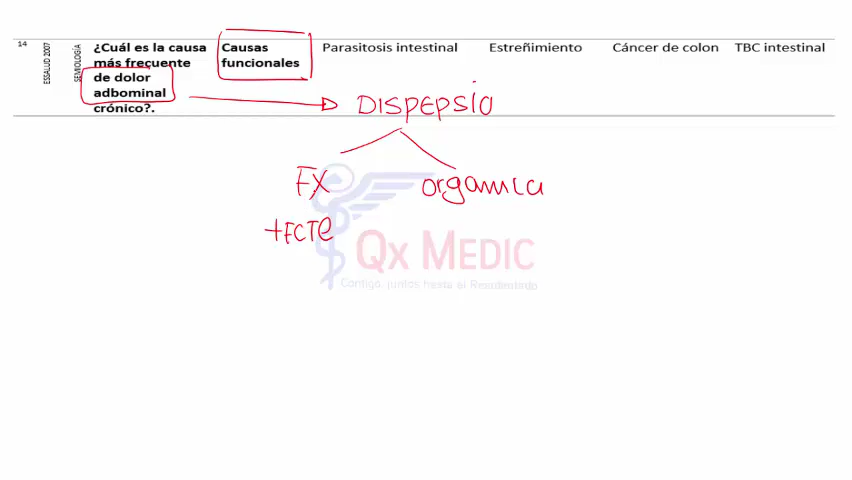 14
ESSALUD 2007
SEMIOLOGÍA
¿Cuál es la causa
más frecuente
de dolor
adbominal
crónico?.
Causas
funcionales
Parasitosis intestinal
Estreñimiento
Cáncer de colon
TBC intestinal
DISPEPSIA
FX
organica
+FCTE
Qx MEDIC
Contigo, juntos hasta el Residentado